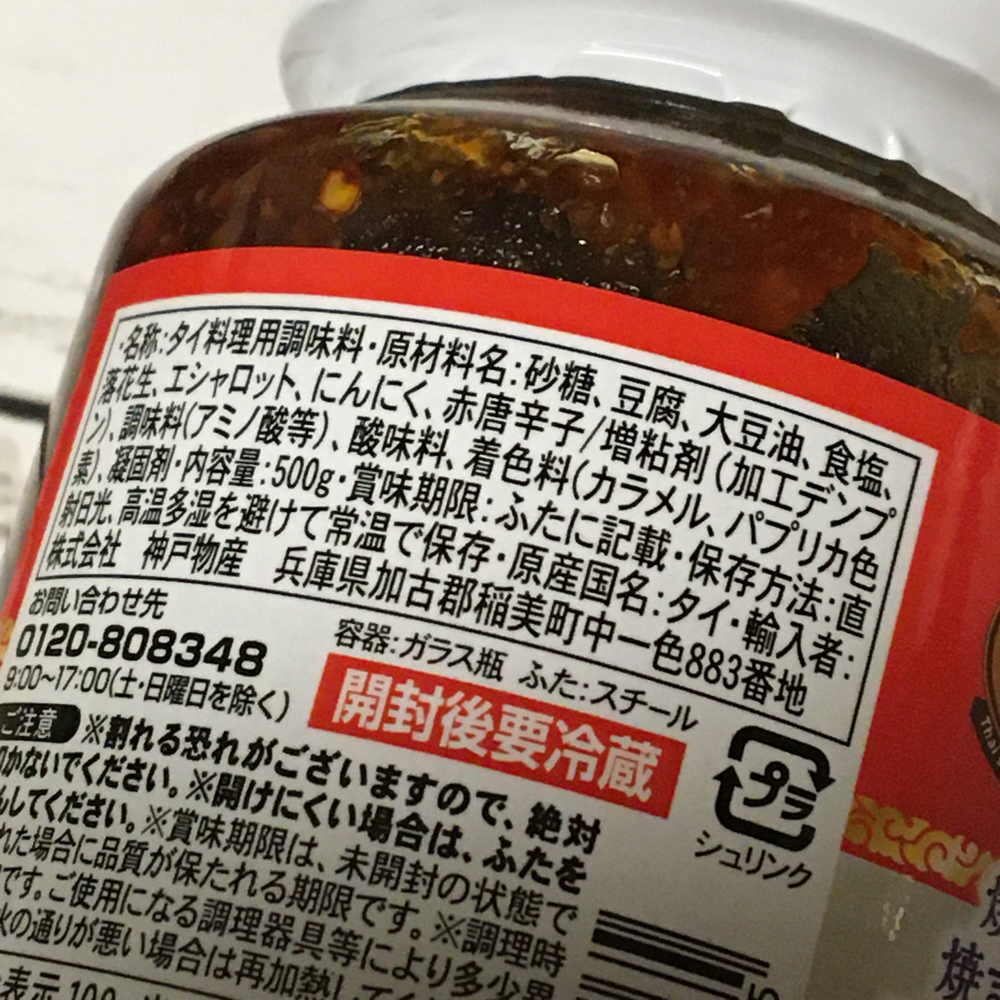 ・名称:タイ料理用調味料・原材料名:砂糖、豆腐、大豆油、食塩、
落花生、エシャロット、にんにく、赤唐辛子/増粘剤(加工デンプ
ン)、調味料(アミノ酸等)、酸味料、着色料(カラメル、パプリカ色
素)、凝固剤・内容量:500g・賞味期限:ふたに記載・保存方法:直
射日光、高温多湿を避けて常温で保存・原産国名:タイ・輸入者:
株式会社 神戸物産 兵庫県加古郡稲美町中一色883番地
お問い合わせ先
0120-808348
9:00~17:00(土・日曜日を除く)
容器:ガラス瓶 ふた:スチール
開封後要冷蔵
プラ
シュリンク
ご注意 ※割れる恐れがございますので、絶対
かないでください。※開けにくい場合は、ふたを
してください。※賞味期限は、未開封の状態で
れた場合に品質が保たれる期限です。※調理時
です。ご使用になる調理器具等により多少異
火の通りが悪い場合は再加熱して
表示 100
Thai
焼